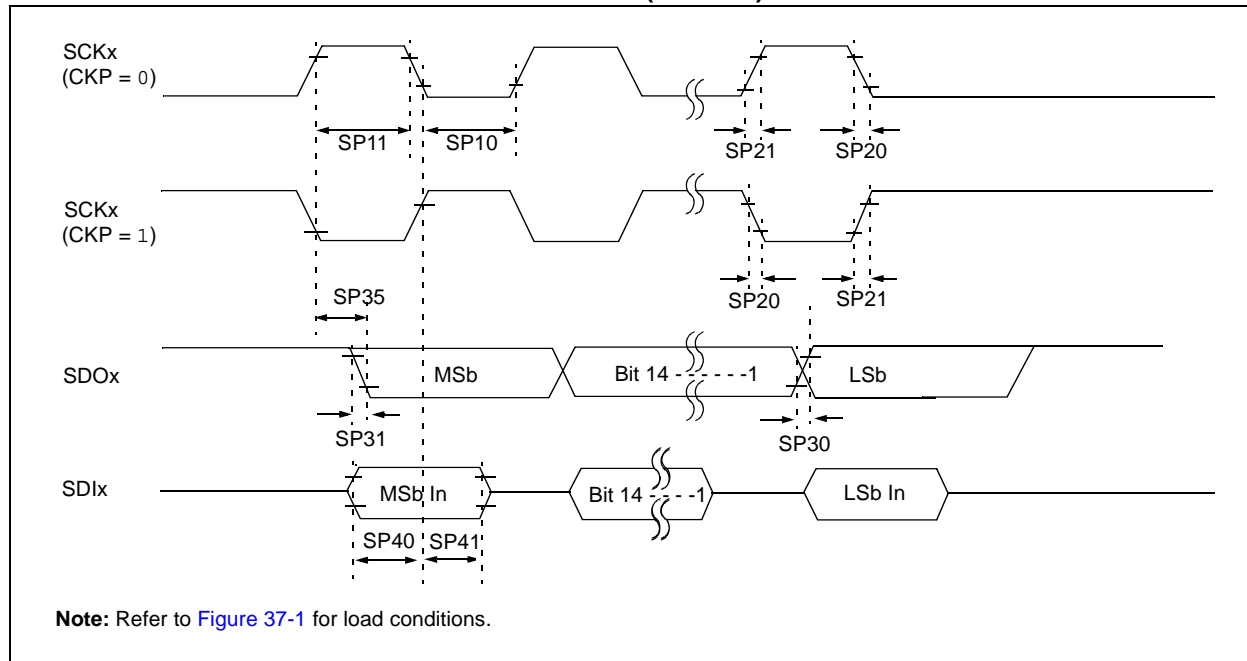 SCKx
(CKP = 0)
SP11
SP10
SP21
SP20
SCKx
(CKP = 1)
SP35
SP20
SP21
SDOx
MSb
Bit 14 - - - - - -1
LSb
SP31
SP30
SDIx
MSb In
Bit 14 - - - -1
LSb In
SP40
SP41
Note: Refer to Figure 37-1 for load conditions.